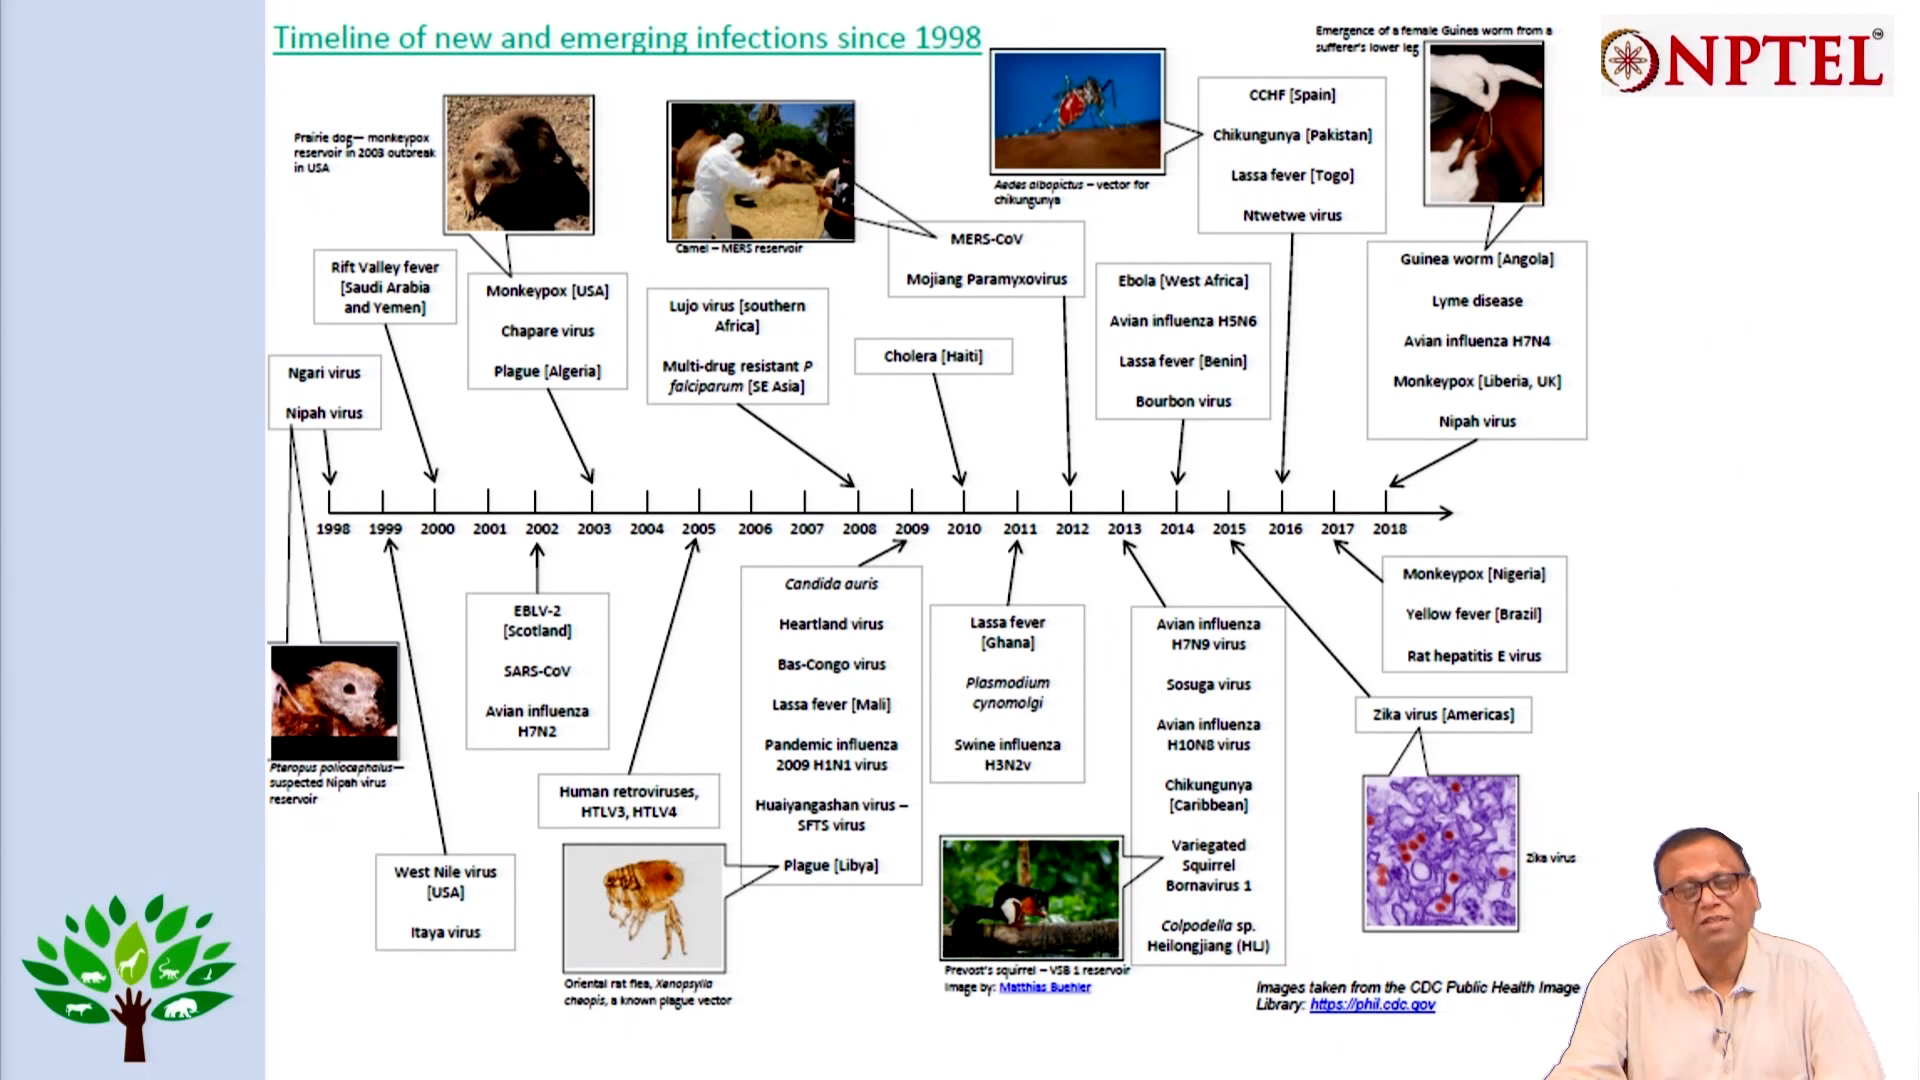 Timeline of new and emerging infections since 1998
Emergence of a female Guinea worm from a
sufferer's lower leg
NPTEL
TM
Prairie dog— monkeypox
reservoir in 2003 outbreak
in USA
Camel – MERS reservoir
Aedes albopictus – vector for
chikungunya
CCHF [Spain]
Chikungunya [Pakistan]
Lassa fever [Togo]
Ntwetwe virus
Rift Valley fever
[Saudi Arabia
and Yemen]
Monkeypox [USA]
Chapare virus
Plague [Algeria]
Lujo virus [southern
Africa]
Multi-drug resistant P
falciparum [SE Asia]
MERS-CoV
Mojiang Paramyxovirus
Cholera [Haiti]
Ebola [West Africa]
Avian influenza H5N6
Lassa fever [Benin]
Bourbon virus
Guinea worm [Angola]
Lyme disease
Avian influenza H7N4
Monkeypox [Liberia, UK]
Nipah virus
Ngari virus
Nipah virus
1998 1999 2000 2001 2002 2003 2004 2005 2006 2007 2008 2009 2010 2011 2012 2013 2014 2015 2016 2017 2018
Pteropus poliocephalus—
suspected Nipah virus
reservoir
West Nile virus
[USA]
Itaya virus
EBLV-2
[Scotland]
SARS-CoV
Avian influenza
H7N2
Human retroviruses,
HTLV3, HTLV4
Oriental rat flea, Xenopsylla
cheopis, a known plague vector
Candida auris
Heartland virus
Bas-Congo virus
Lassa fever [Mali]
Pandemic influenza
2009 H1N1 virus
Huaiyangashan virus –
SFTS virus
Plague [Libya]
Lassa fever
[Ghana]
Plasmodium
cynomolgi
Swine influenza
H3N2v
Prevost's squirrel – VSB 1 reservoir
Image by: Matthias Buehler
Avian influenza
H7N9 virus
Sosuga virus
Avian influenza
H10N8 virus
Chikungunya
[Caribbean]
Variegated
Squirrel
Bornavirus 1
Colpodella sp.
Heilongjiang (HLJ)
Monkeypox [Nigeria]
Yellow fever [Brazil]
Rat hepatitis E virus
Zika virus [Americas]
Zika virus
Images taken from the CDC Public Health Image
Library: https://phil.cdc.gov